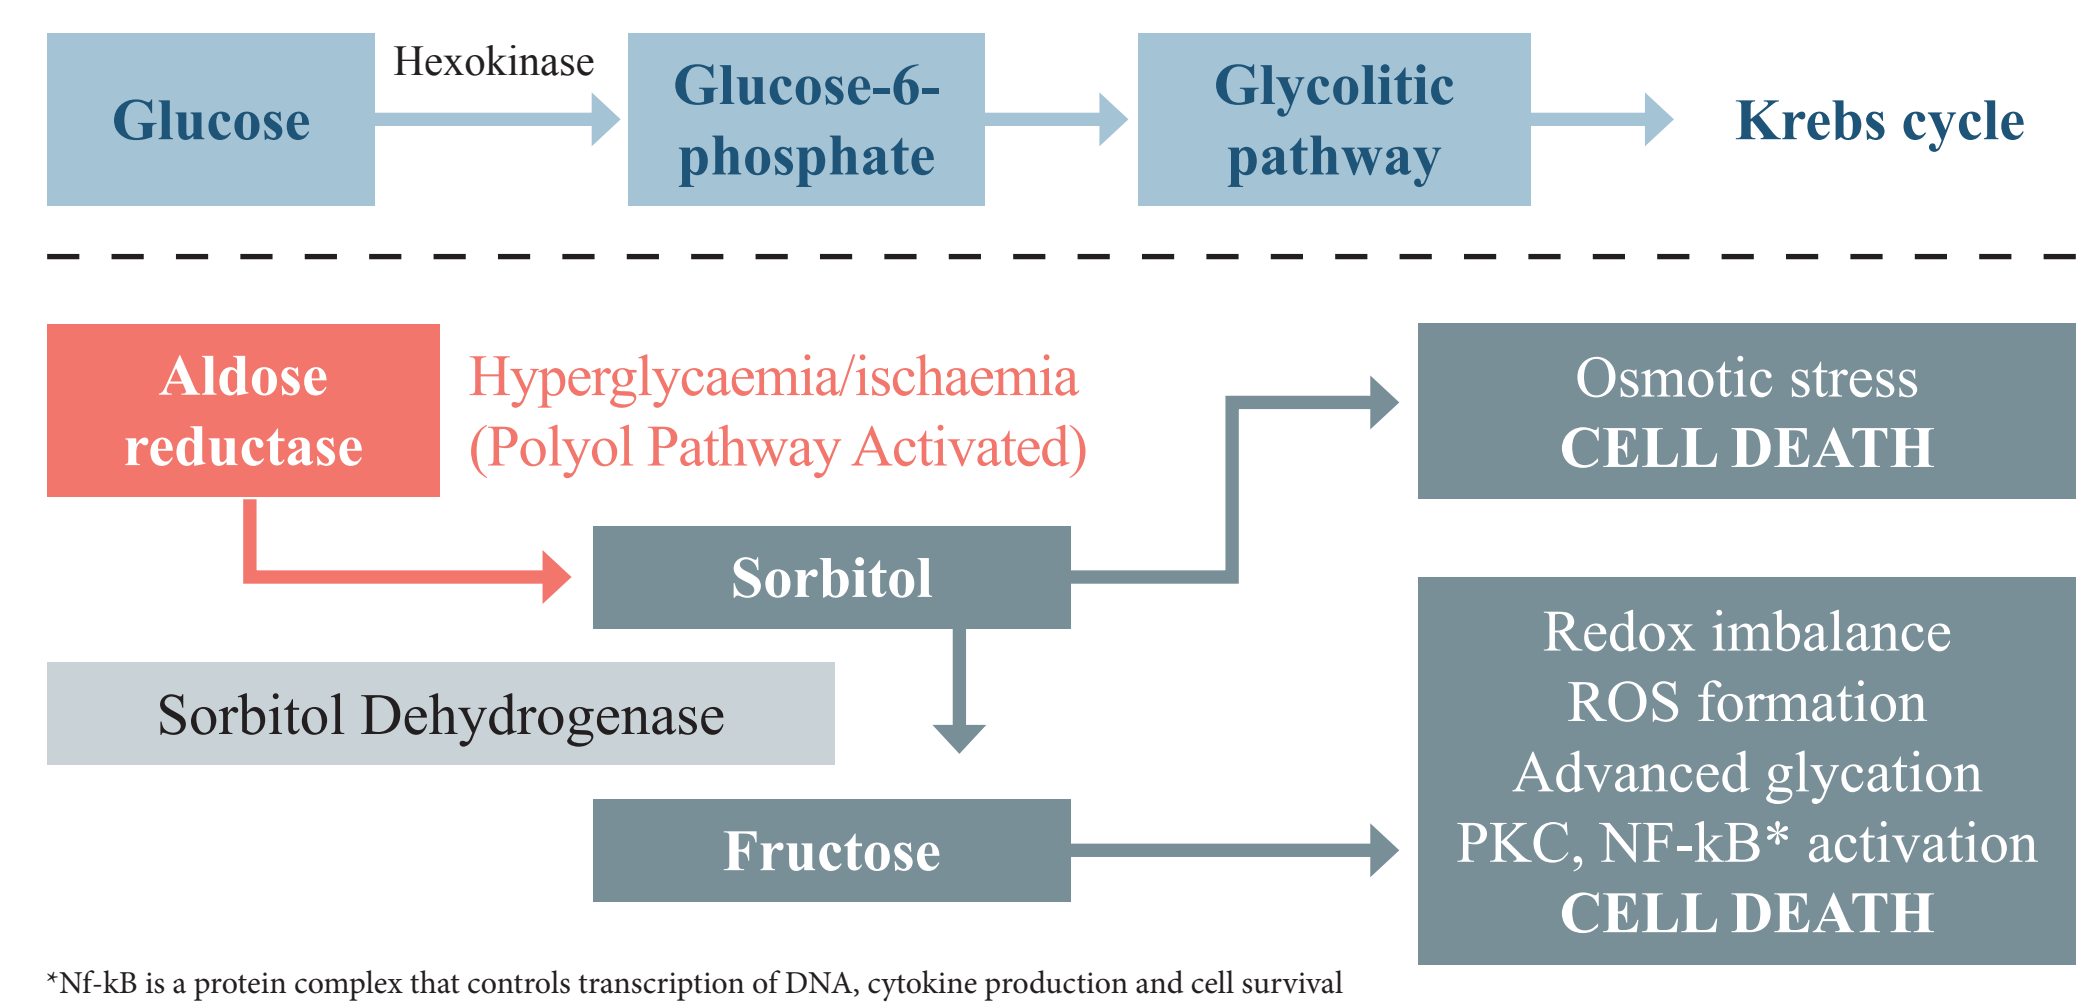 Glucose
Hexokinase
Glucose-6-
phosphate
Glycolitic
pathway
Krebs cycle
Aldose
reductase
Hyperglycaemia/ischaemia
(Polyol Pathway Activated)
Osmotic stress
CELL DEATH
Sorbitol
Sorbitol Dehydrogenase
Fructose
Redox imbalance
ROS formation
Advanced glycation
PKC, NF-kB* activation
CELL DEATH
*Nf-kB is a protein complex that controls transcription of DNA, cytokine production and cell survival